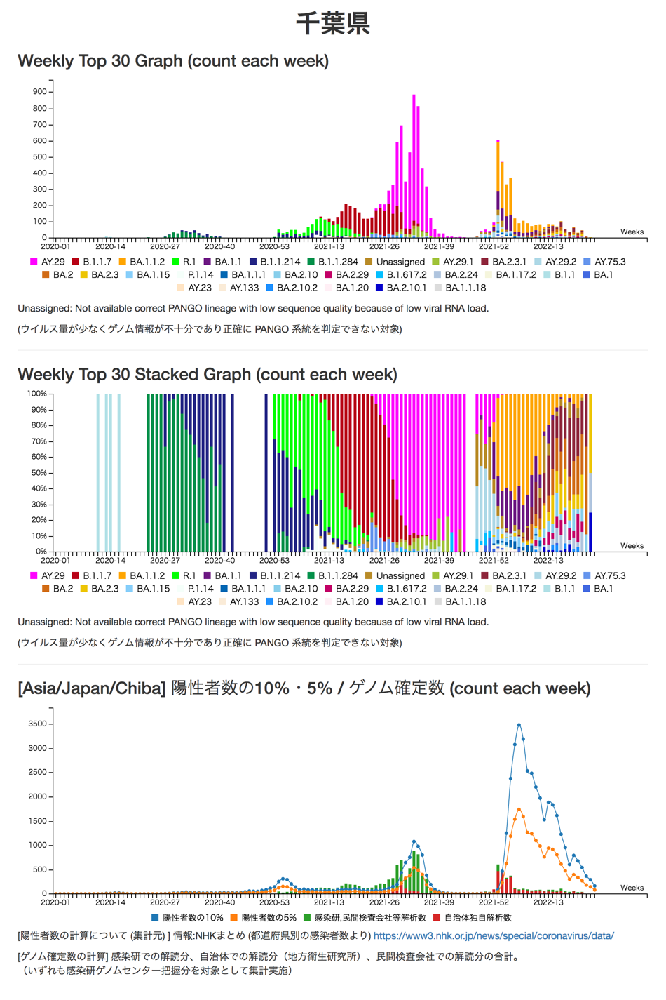 千葉県
Weekly Top 30 Graph (count each week)
900
800
700
600
500
400
300
200
100
0
Weeks
2020-01 2020-14 2020-27 2020-40 2020-53 2021-13 2021-26 2021-39 2021-52 2022-13
AY.29 B.1.1.7 BA.1.1.2 R.1 BA.1.1 B.1.1.214 B.1.1.284 Unassigned AY.29.1 BA.2.3.1 AY.29.2 AY.75.3
BA.2 BA.2.3 BA.1.15 P.1.14 BA.1.1.1 BA.2.10 BA.2.29 B.1.617.2 BA.2.24 BA.1.17.2 B.1.1 BA.1
AY.23 AY.133 BA.2.10.2 BA.1.20 BA.2.10.1 BA.1.1.18
Unassigned: Not available correct PANGO lineage with low sequence quality because of low viral RNA load.
(ウイルス量が少なくゲノム情報が不十分であり正確に PANGO 系統を判定できない対象)
Weekly Top 30 Stacked Graph (count each week)
100%
90%
80%
70%
60%
50%
40%
30%
20%
10%
0%
Weeks
2020-01 2020-14 2020-27 2020-40 2020-53 2021-13 2021-26 2021-39 2021-52 2022-13
AY.29 B.1.1.7 BA.1.1.2 R.1 BA.1.1 B.1.1.214 B.1.1.284 Unassigned AY.29.1 BA.2.3.1 AY.29.2 AY.75.3
BA.2 BA.2.3 BA.1.15 P.1.14 BA.1.1.1 BA.2.10 BA.2.29 B.1.617.2 BA.2.24 BA.1.17.2 B.1.1 BA.1
AY.23 AY.133 BA.2.10.2 BA.1.20 BA.2.10.1 BA.1.1.18
Unassigned: Not available correct PANGO lineage with low sequence quality because of low viral RNA load.
(ウイルス量が少なくゲノム情報が不十分であり正確に PANGO 系統を判定できない対象)
[Asia/Japan/Chiba] 陽性者数の10%・5% / ゲノム確定数 (count each week)
3500
3000
2500
2000
1500
1000
500
0
Weeks
2020-01 2020-14 2020-27 2020-40 2020-53 2021-13 2021-26 2021-39 2021-52 2022-13
陽性者数の10% 陽性者数の5% 感染研,民間検査会社等解析数 自治体独自解析数
[陽性者数の計算について (集計元) ] 情報:NHKまとめ (都道府県別の感染者数より) https://www3.nhk.or.jp/news/special/coronavirus/data/
[ゲノム確定数の計算] 感染研での解読分、自治体での解読分（地方衛生研究所）、民間検査会社での解読分の合計。
（いずれも感染研ゲノムセンター把握分を対象として集計実施）